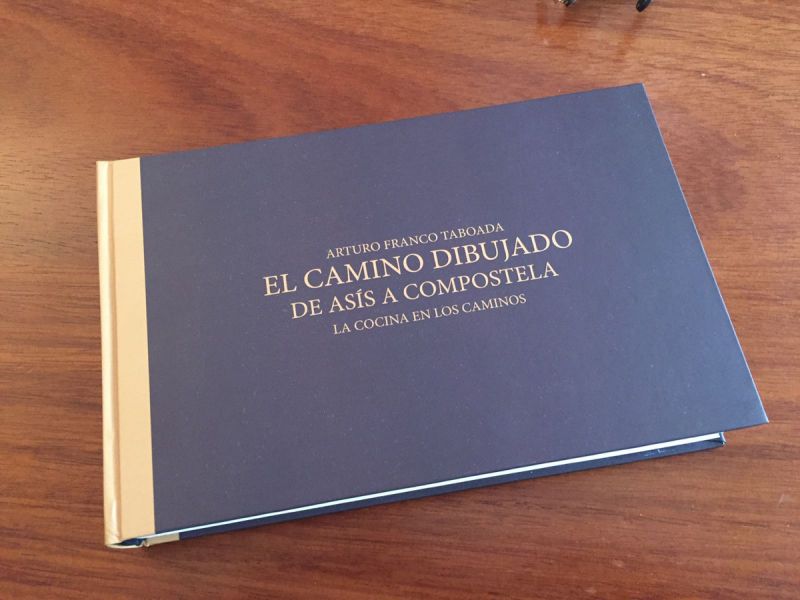 ARTURO FRANCO TABOADA
EL CAMINO DIBUJADO
DE ASÍS A COMPOSTELA
LA COCINA EN LOS CAMINOS